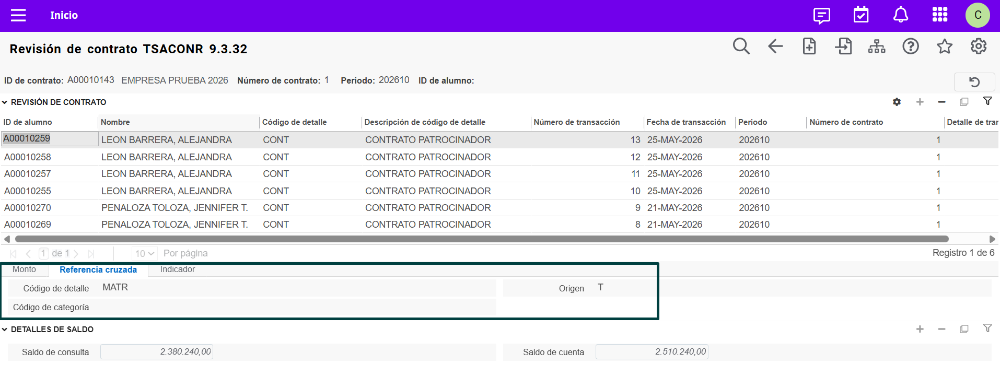 Inicio
C
Revisión de contrato TSACONR 9.3.32
ID de contrato: A00010143 EMPRESA PRUEBA 2026 Número de contrato: 1 Periodo: 202610 ID de alumno:
REVISIÓN DE CONTRATO
ID de alumno Nombre Código de detalle Descripción de código de detalle Número de transacción Fecha de transacción Periodo Número de contrato Detalle de trar
A00010259 LEON BARRERA, ALEJANDRA CONT CONTRATO PATROCINADOR 13 25-MAY-2026 202610 1
A00010258 LEON BARRERA, ALEJANDRA CONT CONTRATO PATROCINADOR 12 25-MAY-2026 202610 1
A00010257 LEON BARRERA, ALEJANDRA CONT CONTRATO PATROCINADOR 11 25-MAY-2026 202610 1
A00010255 LEON BARRERA, ALEJANDRA CONT CONTRATO PATROCINADOR 10 25-MAY-2026 202610 1
A00010270 PENALOZA TOLOZA, JENNIFER T. CONT CONTRATO PATROCINADOR 9 21-MAY-2026 202610 1
A00010269 PENALOZA TOLOZA, JENNIFER T. CONT CONTRATO PATROCINADOR 8 21-MAY-2026 202610 1
1 de 1 10 Por página Registro 1 de 6
Monto Referencia cruzada Indicador
Código de detalle MATR Origen T
Código de categoría
DETALLES DE SALDO
Saldo de consulta 2.380.240,00 Saldo de cuenta 2.510.240,00